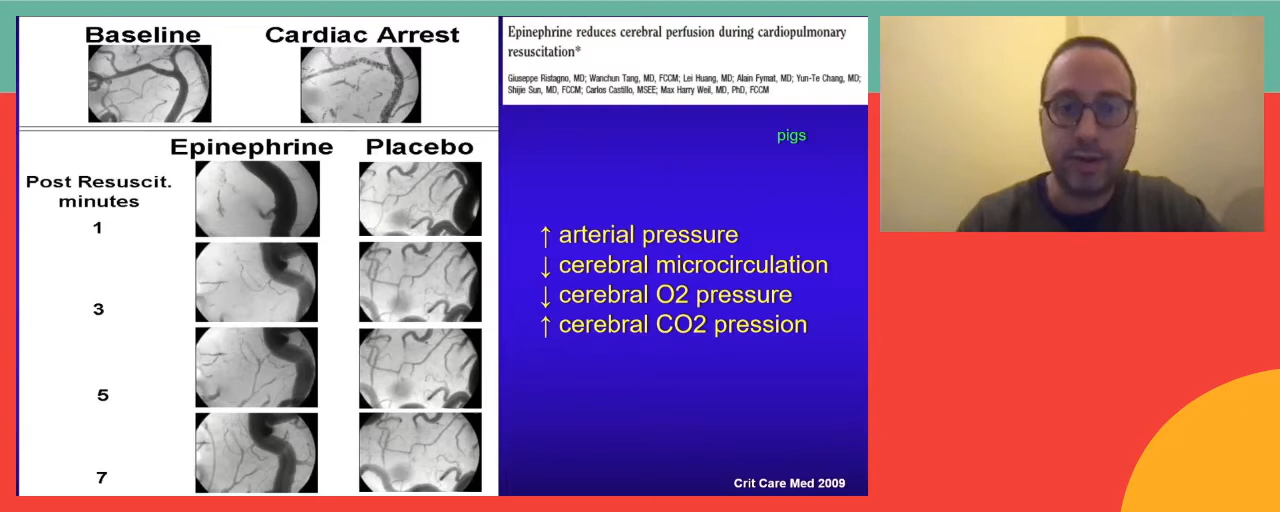 Baseline
Cardiac Arrest
Epinephrine
Placebo
Post Resuscit.
minutes
1
3
5
7
Epinephrine reduces cerebral perfusion during cardiopulmonary
resuscitation*
Giuseppe Ristagno, MD; Wanchun Tang, MD, FCCM; Lei Huang, MD; Alain Fymat, MD; Yun-Te Chang, MD;
Shijie Sun, MD, FCCM; Carlos Castillo, MSEE; Max Harry Weil, MD, PhD, FCCM
pigs
↑ arterial pressure
↓ cerebral microcirculation
↓ cerebral O2 pressure
↑ cerebral CO2 pression
Crit Care Med 2009